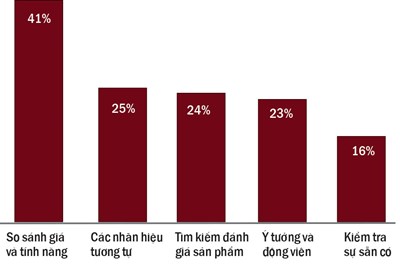 41%
25%
24%
23%
16%
So sánh giá
và tính năng
Các nhãn hiệu
tương tự
Tìm kiếm đánh
giá sản phẩm
Ý tưởng và
động viên
Kiểm tra
sự sẵn có